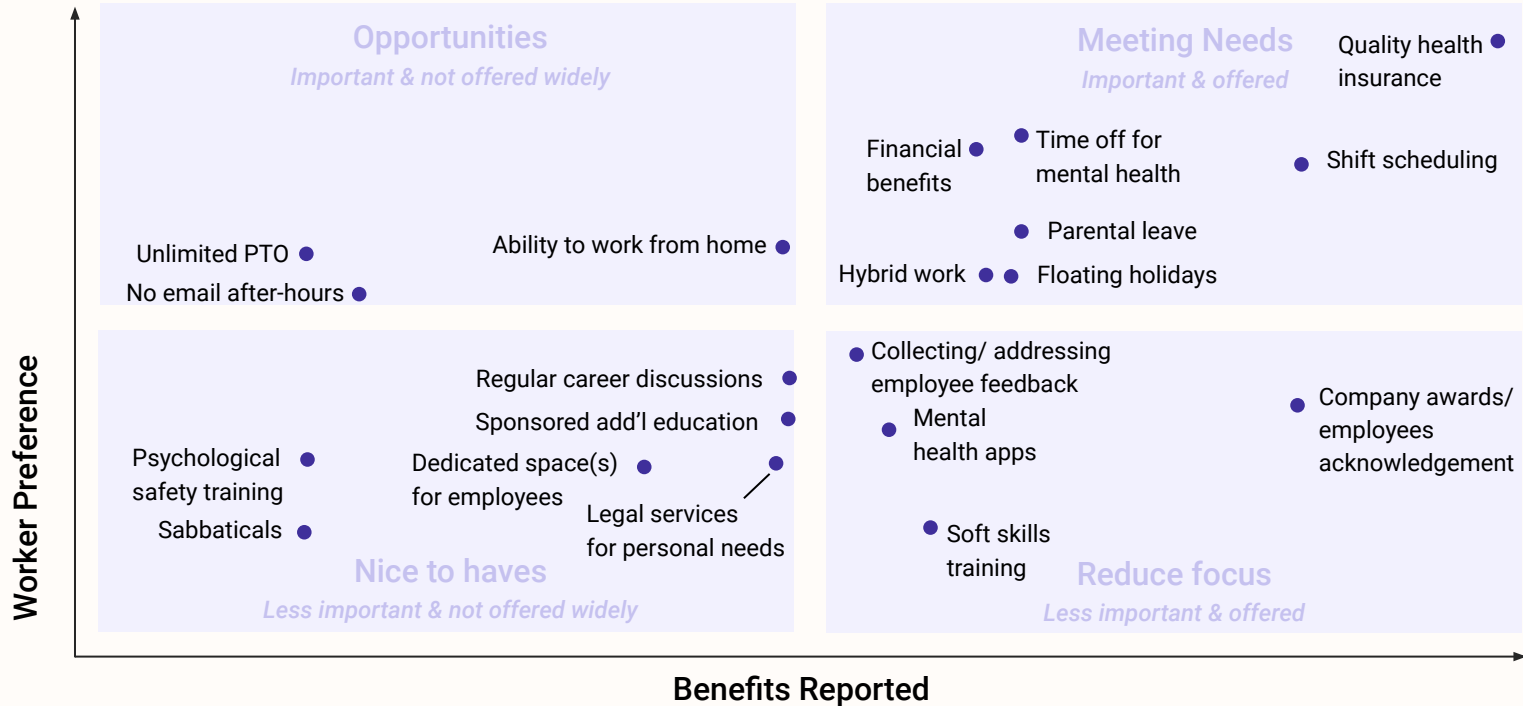 Opportunities
Important & not offered widely
Unlimited PTO
Ability to work from home
No email after-hours
Meeting Needs
Important & offered
Quality health
insurance
Financial
benefits
Time off for
mental health
Shift scheduling
Parental leave
Hybrid work
Floating holidays
Regular career discussions
Sponsored add’l education
Psychological
safety training
Dedicated space(s)
for employees
Legal services
for personal needs
Sabbaticals
Nice to haves
Less important & not offered widely
Collecting/ addressing
employee feedback
Mental
health apps
Company awards/
employees
acknowledgement
Soft skills
training
Reduce focus
Less important & offered
Worker Preference
Benefits Reported